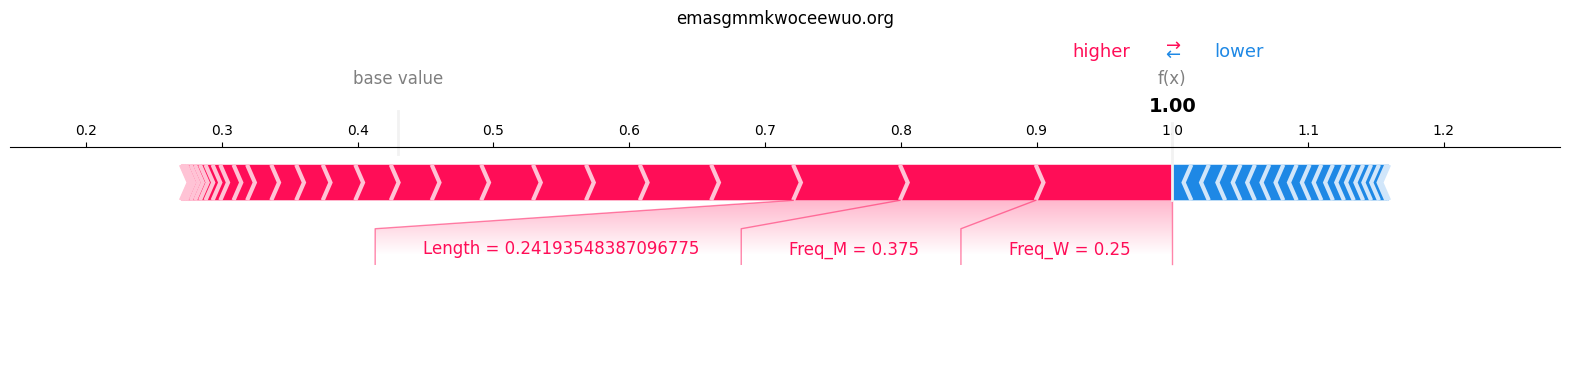 emasgmmkwoceewuo.org
higher ⇄ lower
base value f(x)
1.00
0.2 0.3 0.4 0.5 0.6 0.7 0.8 0.9 1.0 1.1 1.2
Length = 0.24193548387096775 Freq_M = 0.375 Freq_W = 0.25